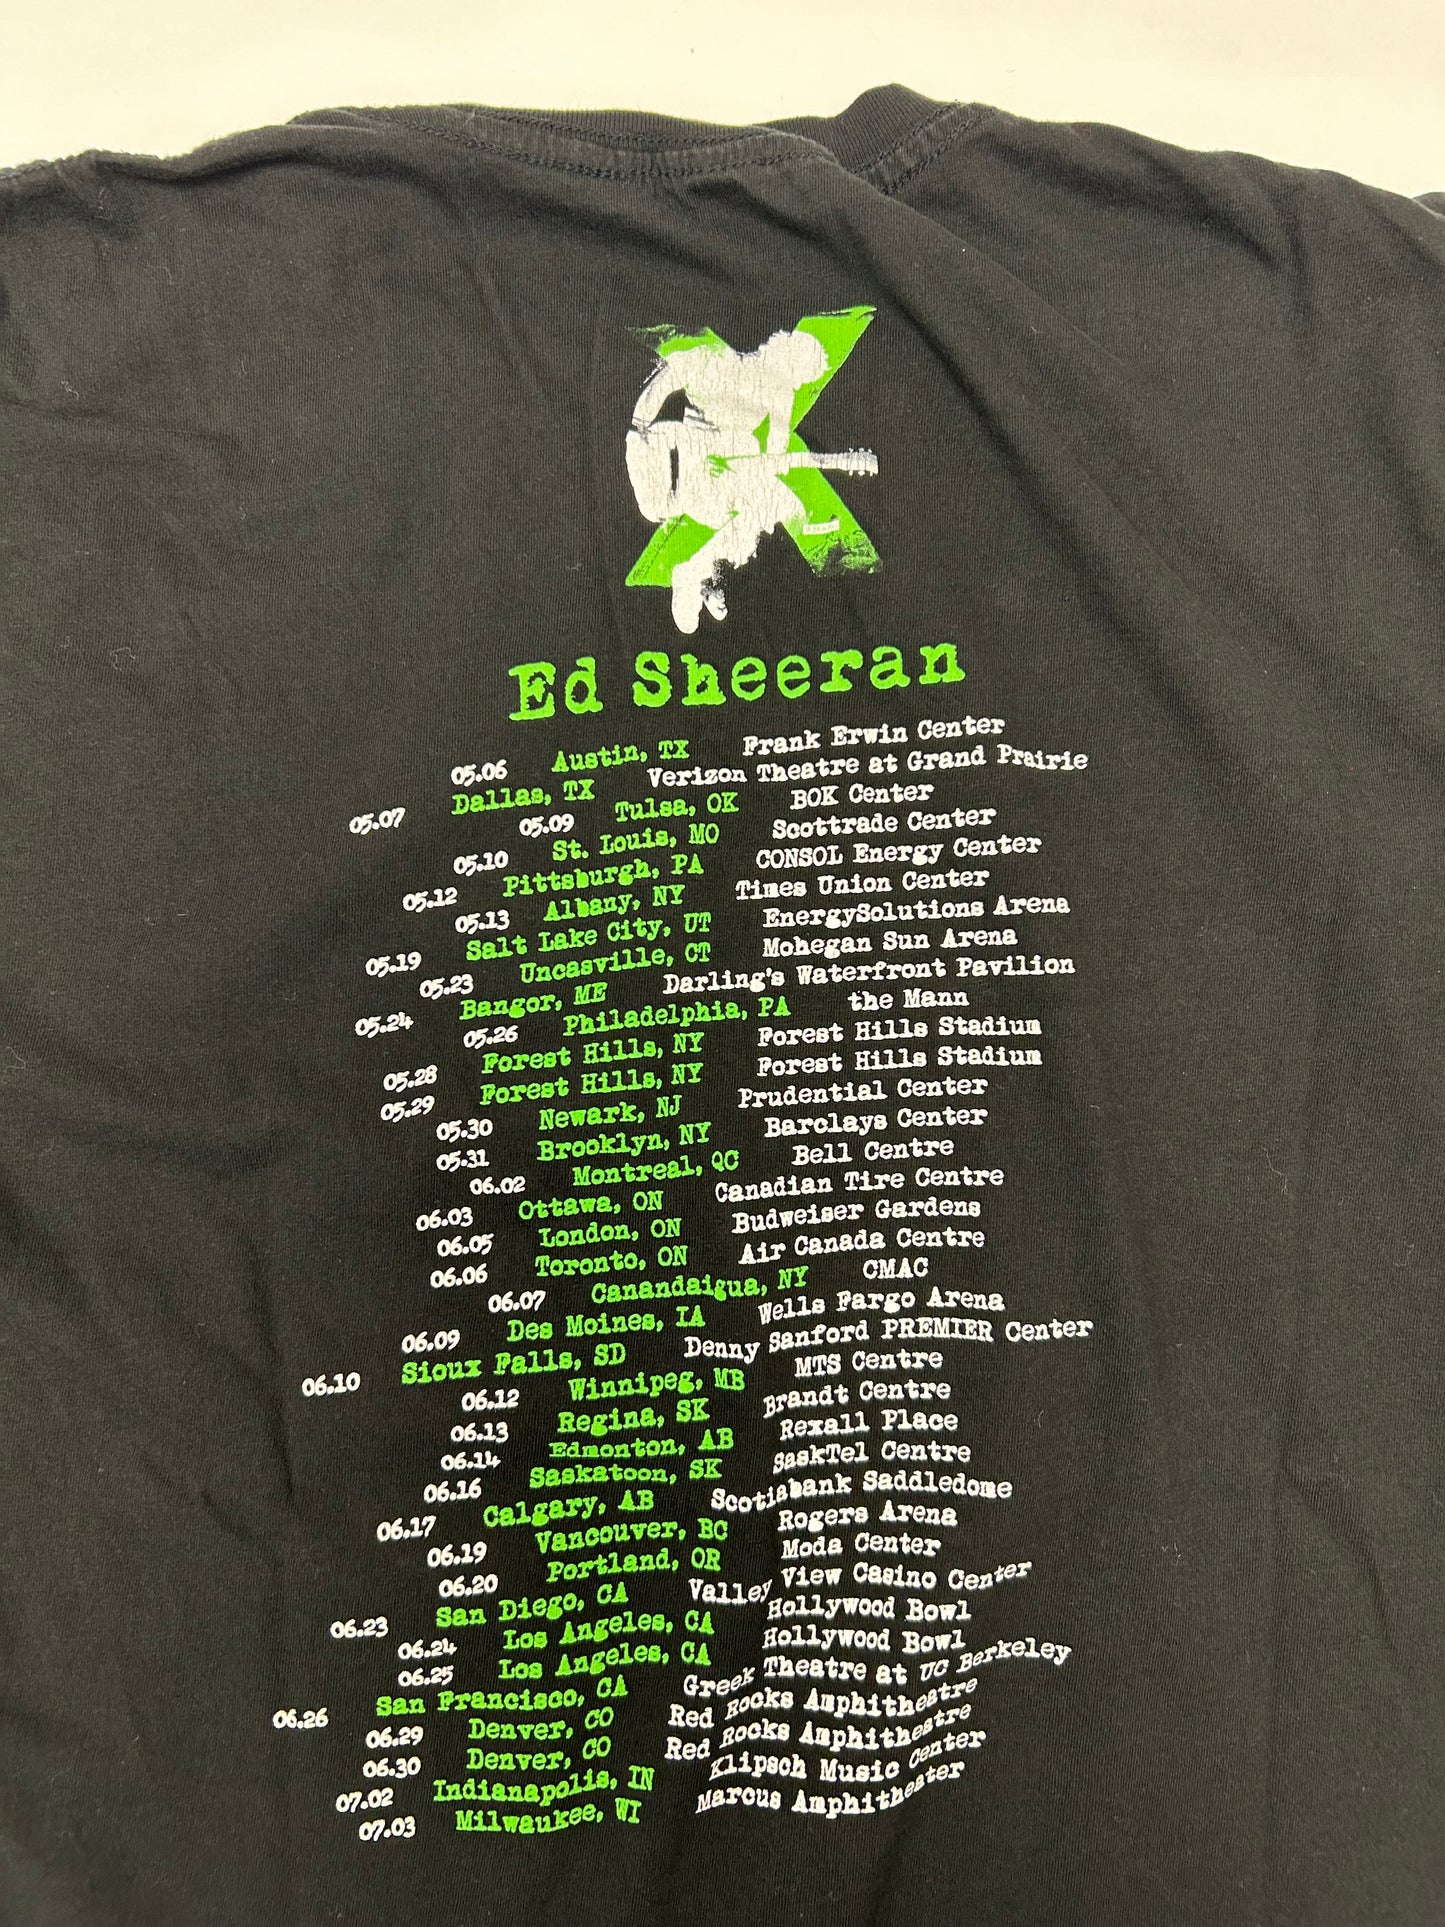 Ed Sheeran
05.06 Austin, TX Frank Erwin Center
05.07 Dallas, TX Verizon Theatre at Grand Prairie
05.09 Tulsa, OK BOK Center
05.10 St. Louis, MO Scottrade Center
05.12 Pittsburgh, PA CONSOL Energy Center
05.13 Albany, NY Times Union Center
05.19 Salt Lake City, UT EnergySolutions Arena
05.23 Uncasville, CT Mohegan Sun Arena
05.24 Bangor, ME Darling's Waterfront Pavilion
05.26 Philadelphia, PA the Mann
05.28 Forest Hills, NY Forest Hills Stadium
05.29 Forest Hills, NY Forest Hills Stadium
05.30 Newark, NJ Prudential Center
05.31 Brooklyn, NY Barclays Center
06.02 Montreal, QC Bell Centre
06.03 Ottawa, ON Canadian Tire Centre
06.05 London, ON Budweiser Gardens
06.06 Toronto, ON Air Canada Centre
06.07 Canandaigua, NY CMAC
06.09 Des Moines, IA Wells Fargo Arena
06.10 Sioux Falls, SD Denny Sanford PREMIER Center
06.12 Winnipeg, MB MTS Centre
06.13 Regina, SK Brandt Centre
06.14 Edmonton, AB Rexall Place
06.16 Saskatoon, SK SaskTel Centre
06.17 Calgary, AB Scotiabank Saddledome
06.19 Vancouver, BC Rogers Arena
06.20 Portland, OR Moda Center
06.23 San Diego, CA Valley View Casino Center
06.24 Los Angeles, CA Hollywood Bowl
06.25 Los Angeles, CA Hollywood Bowl
06.26 San Francisco, CA Greek Theatre at UC Berkeley
06.29 Denver, CO Red Rocks Amphitheatre
06.30 Denver, CO Red Rocks Amphitheatre
07.02 Indianapolis, IN Klipsch Music Center
07.03 Milwaukee, WI Marcus Amphitheater